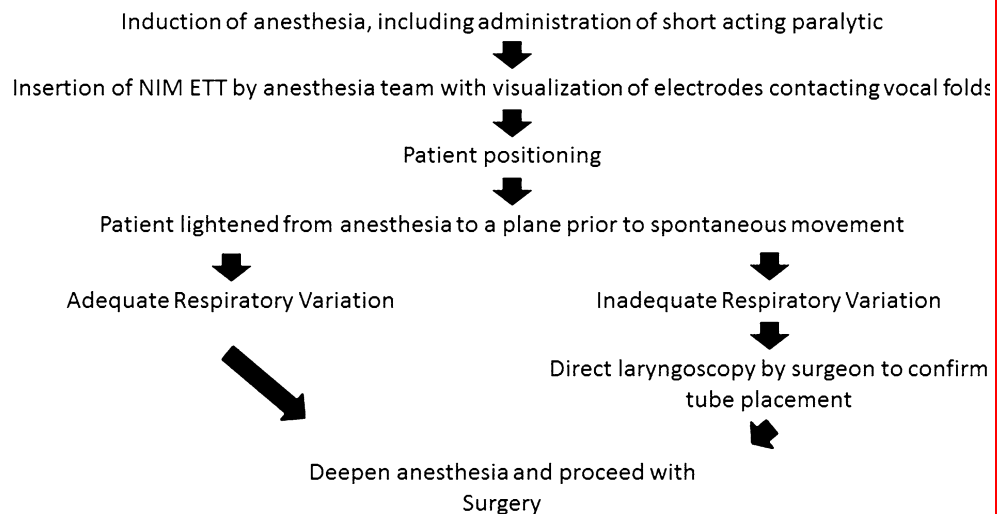 Induction of anesthesia, including administration of short acting paralytic
Insertion of NIM ETT by anesthesia team with visualization of electrodes contacting vocal folds
Patient positioning
Patient lightened from anesthesia to a plane prior to spontaneous movement
Adequate Respiratory Variation
Inadequate Respiratory Variation
Direct laryngoscopy by surgeon to confirm
tube placement
Deepen anesthesia and proceed with
Surgery